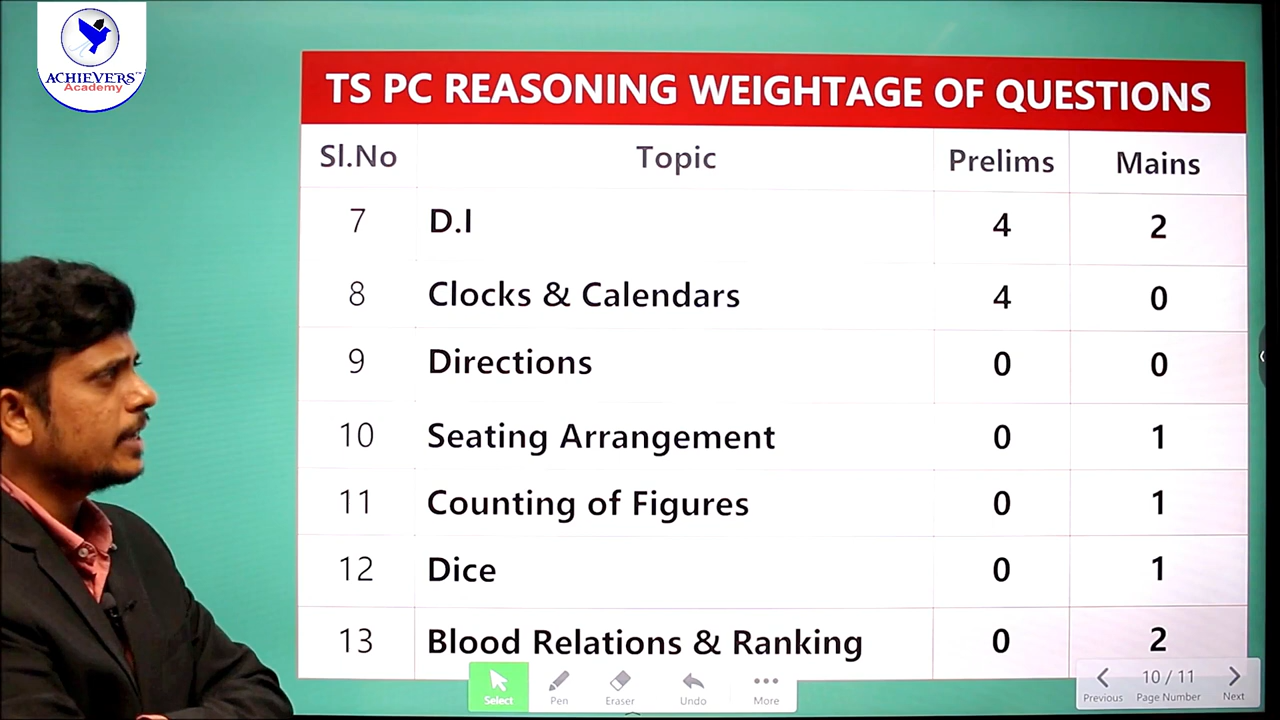 ACHIEVERS
Academy
TS PC REASONING WEIGHTAGE OF QUESTIONS
Sl.No Topic Prelims Mains
7 D.I 4 2
8 Clocks & Calendars 4 0
9 Directions 0 0
10 Seating Arrangement 0 1
11 Counting of Figures 0 1
12 Dice 0 1
13 Blood Relations & Ranking 0 2
Select Pen Eraser Undo More
10 / 11
Previous Page Number Next